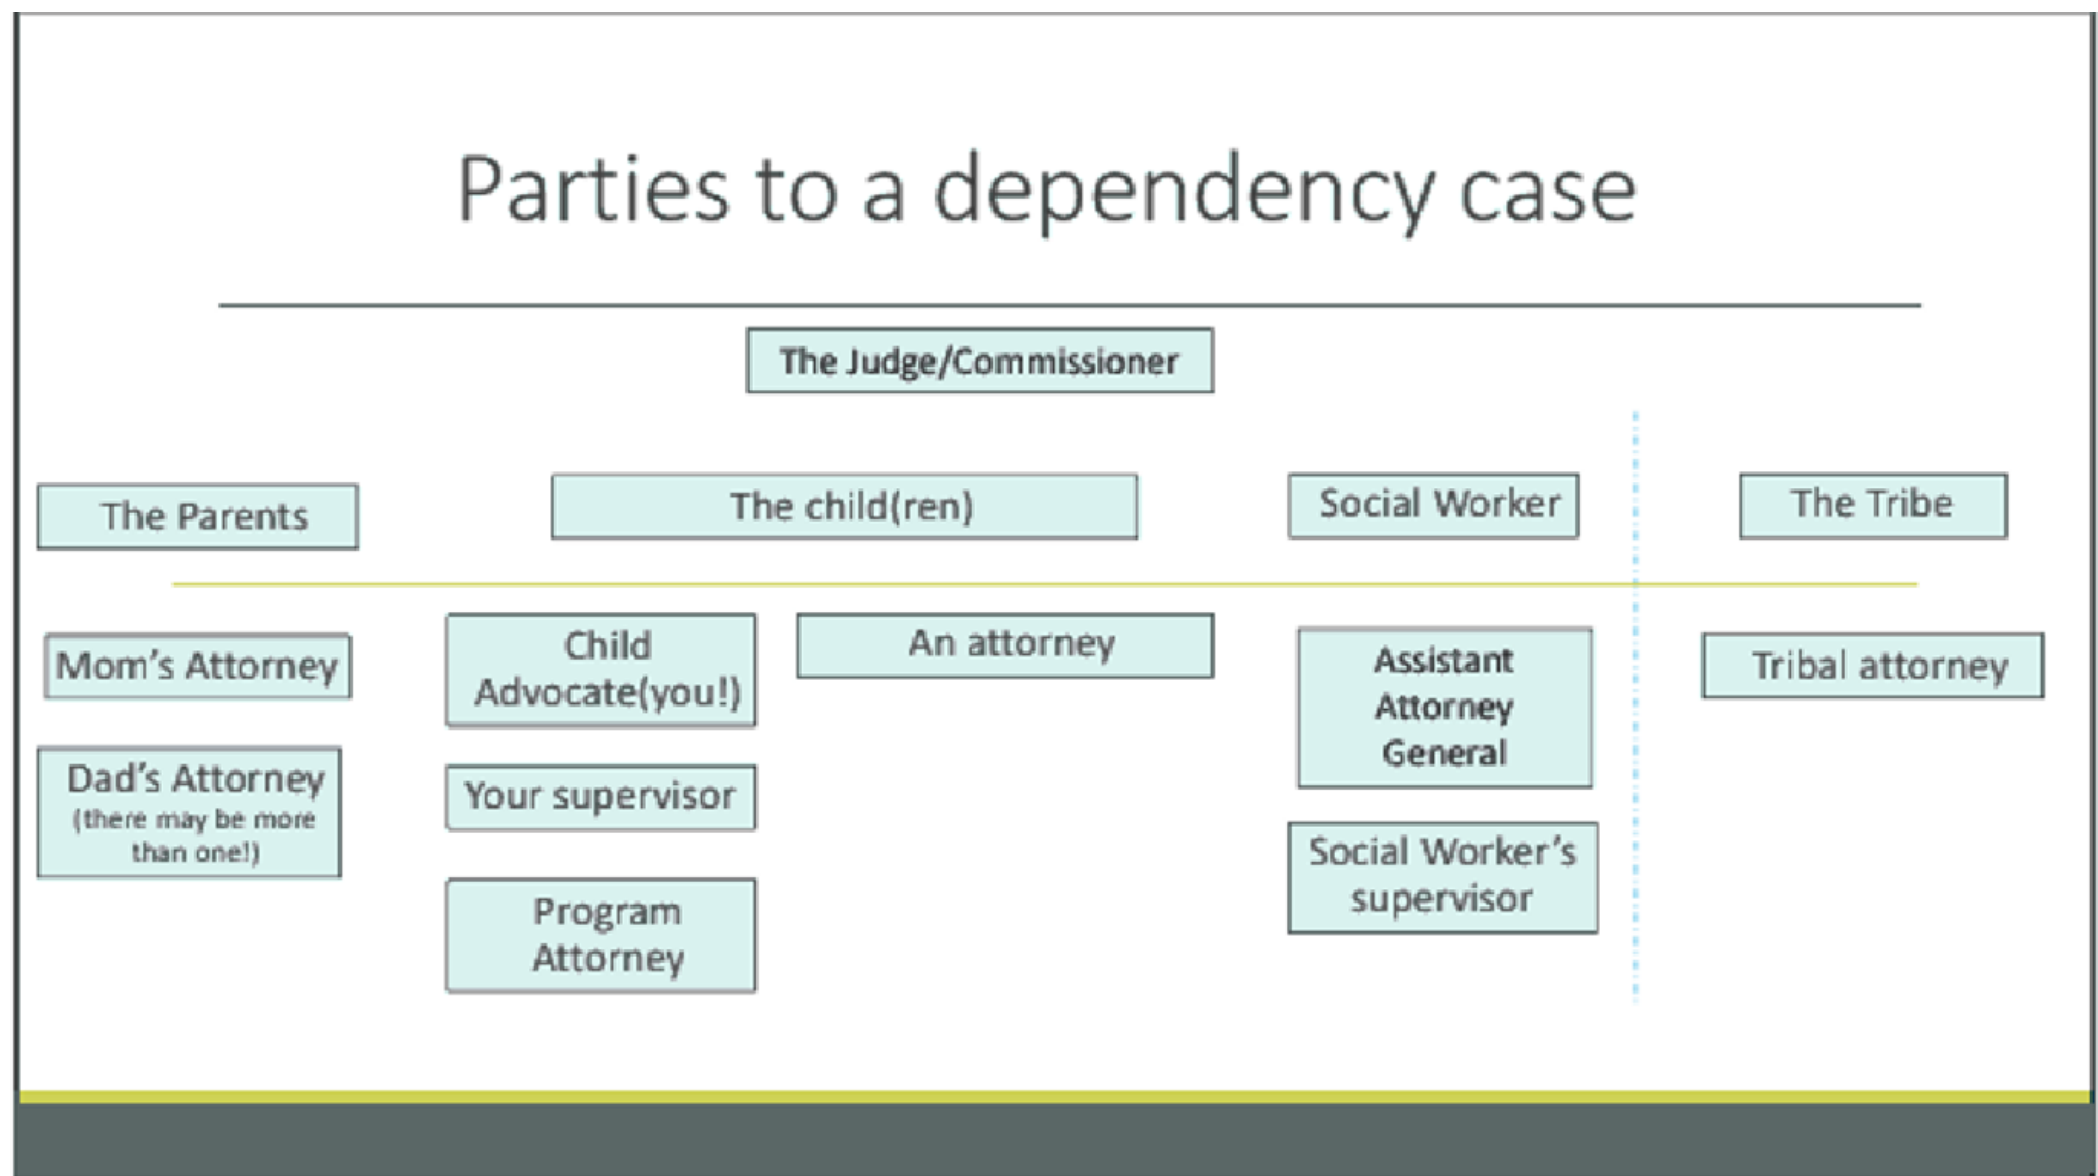 Parties to a dependency case
The Judge/Commissioner
The Parents
The child(ren)
Social Worker
The Tribe
Mom's Attorney
Dad's Attorney
(there may be more
than one!)
Child
Advocate(you!)
Your supervisor
Program
Attorney
An attorney
Assistant
Attorney
General
Social Worker's
supervisor
Tribal attorney